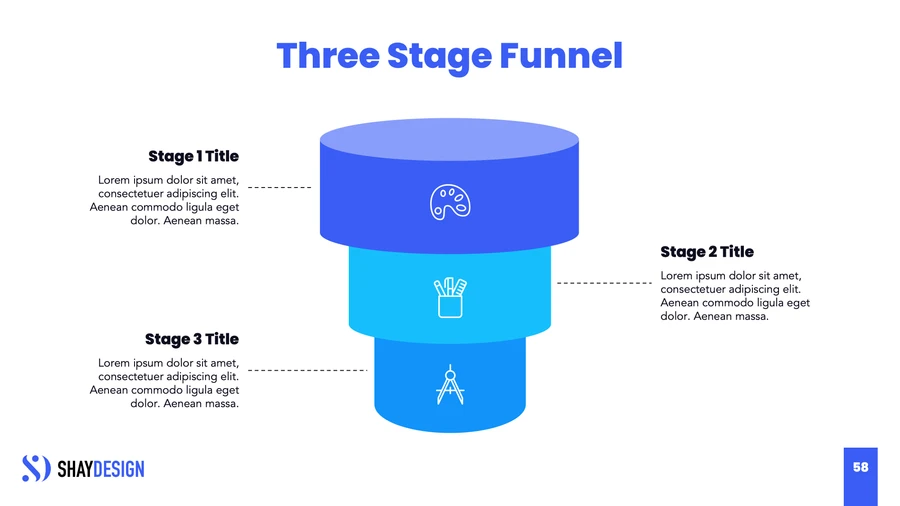 Three Stage Funnel
Stage 1 Title
Lorem ipsum dolor sit amet,
consectetuer adipiscing elit.
Aenean commodo ligula eget
dolor. Aenean massa.
Stage 2 Title
Lorem ipsum dolor sit amet,
consectetuer adipiscing elit.
Aenean commodo ligula eget
dolor. Aenean massa.
Stage 3 Title
Lorem ipsum dolor sit amet,
consectetuer adipiscing elit.
Aenean commodo ligula eget
dolor. Aenean massa.
SHAYDESIGN
58